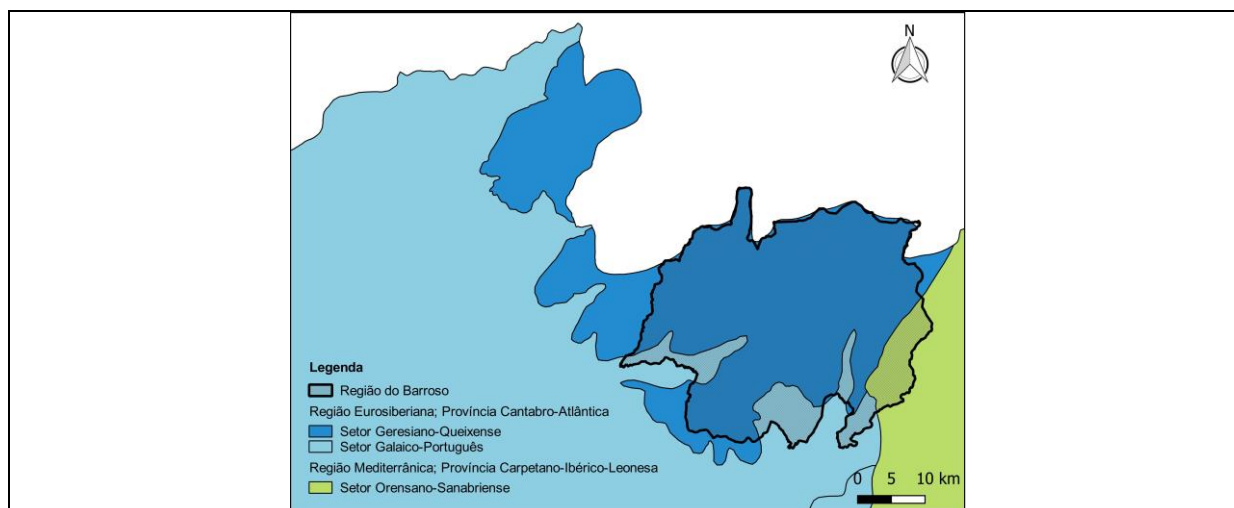 N
Legenda
Região do Barroso
Região Eurosiberiana; Província Cantabro-Atlântica
Setor Geresiano-Queixense
Setor Galaico-Português
Região Mediterrânica; Província Carpetano-Ibérico-Leonesa
Setor Orensano-Sanabriense
0 5 10 km